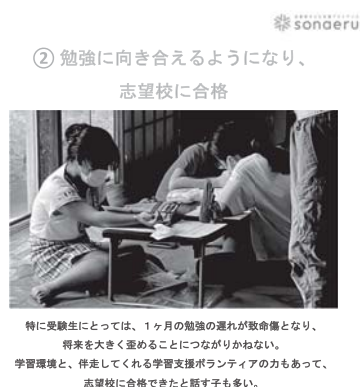 sonaeru
② 勉強に向き合えるようになり、
志望校に合格
特に受験生にとっては、１ヶ月の勉強の遅れが致命傷となり、
将来を大きく歪めることにつながりかねない。
学習環境と、伴走してくれる学習支援ボランティアの力もあって、
志望校に合格できたと話す子も多い。